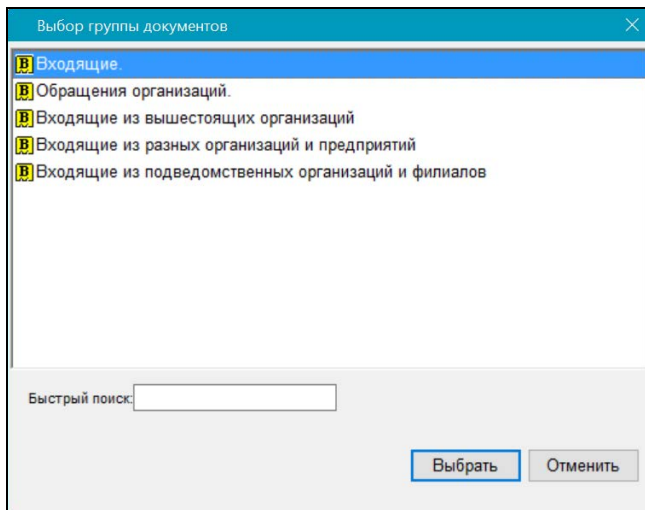 Выбор группы документов
В Входящие.
В Обращения организаций.
В Входящие из вышестоящих организаций
В Входящие из разных организаций и предприятий
В Входящие из подведомственных организаций и филиалов
Быстрый поиск:
Выбрать Отменить